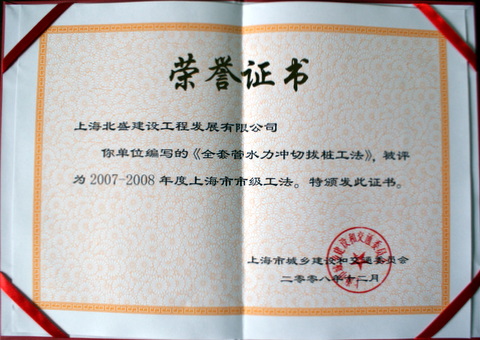 荣誉证书
上海北盛建设工程发展有限公司
你单位编写的《全套管水力冲切拔桩工法》，被评
为2007-2008年度上海市市级工法。特颁发此证书。
上海市城乡建设和交通委员会
二零零八年十二月